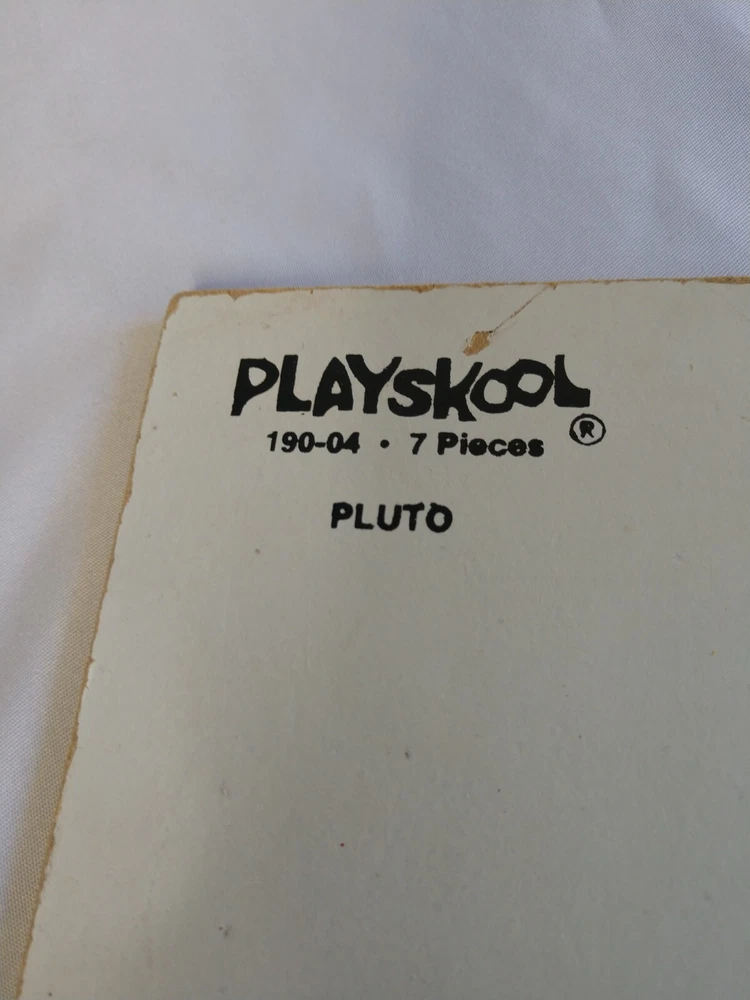 PLAYSKOOL
®
190-04 • 7 Pieces
PLUTO